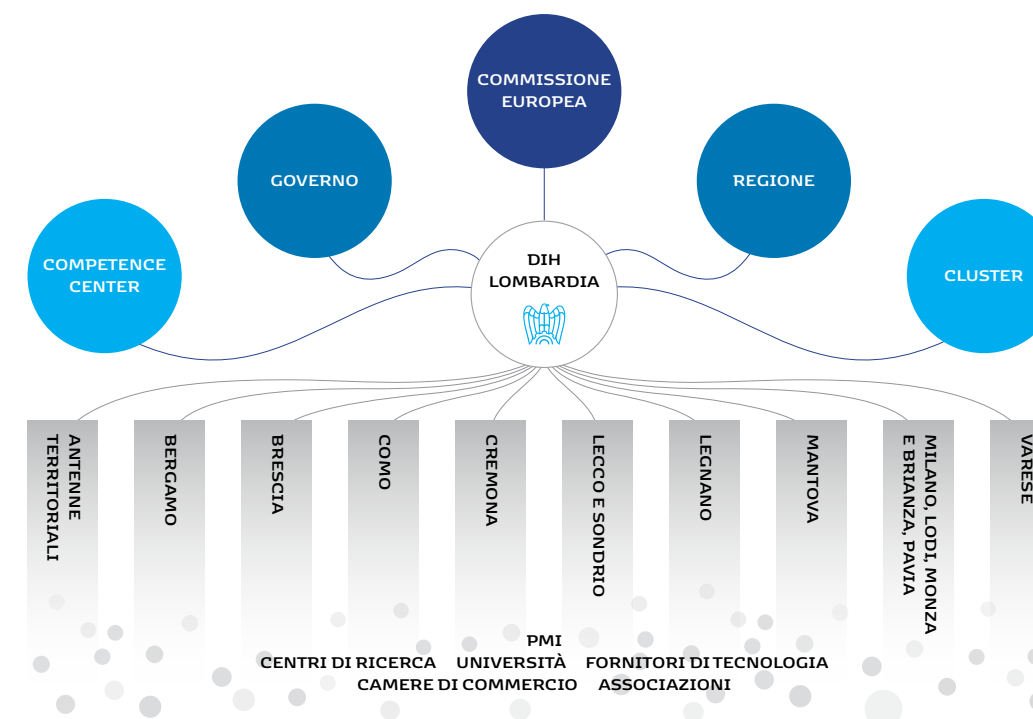 COMMISSIONE
EUROPEA
GOVERNO
REGIONE
COMPETENCE
CENTER
DIH
LOMBARDIA
CLUSTER
ANTENNE
TERRITORIALI
BERGAMO
BRESCIA
COMO
CREMONA
LECCO E SONDRIO
LEGNANO
MANTOVA
MILANO, LODI, MONZA
E BRIANZA, PAVIA
VARESE
PMI
CENTRI DI RICERCA UNIVERSITÀ FORNITORI DI TECNOLOGIA
CAMERE DI COMMERCIO ASSOCIAZIONI